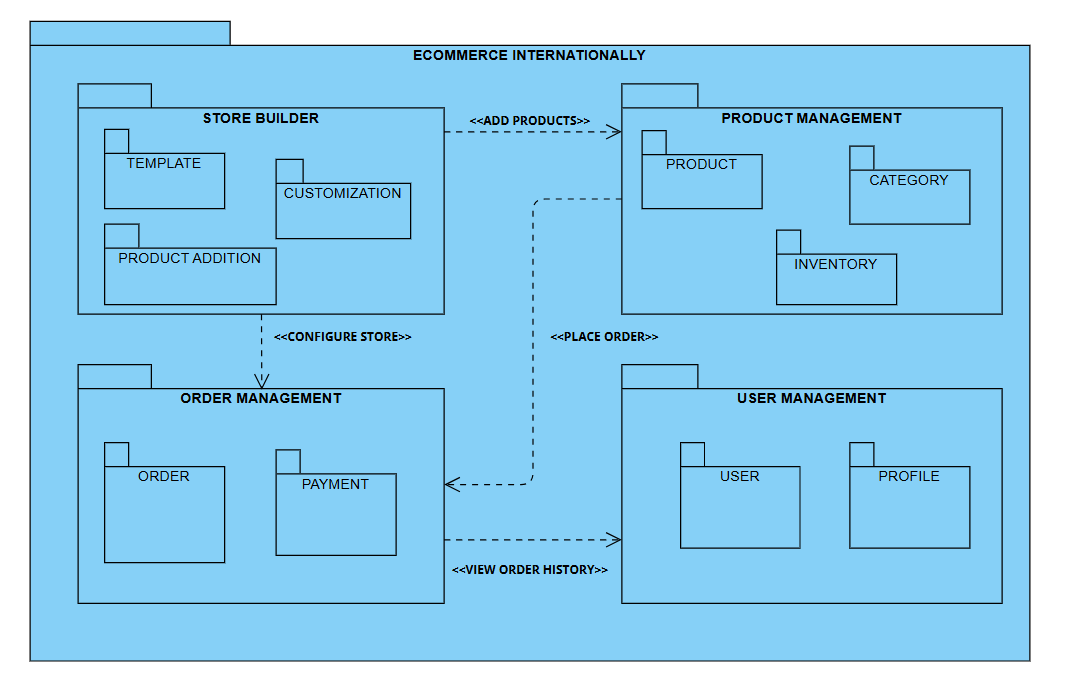 ECOMMERCE INTERNATIONALLY
STORE BUILDER
TEMPLATE
CUSTOMIZATION
PRODUCT ADDITION
<<ADD PRODUCTS>>
PRODUCT MANAGEMENT
PRODUCT
CATEGORY
INVENTORY
<<CONFIGURE STORE>>
<<PLACE ORDER>>
ORDER MANAGEMENT
ORDER
PAYMENT
<<VIEW ORDER HISTORY>>
USER MANAGEMENT
USER
PROFILE